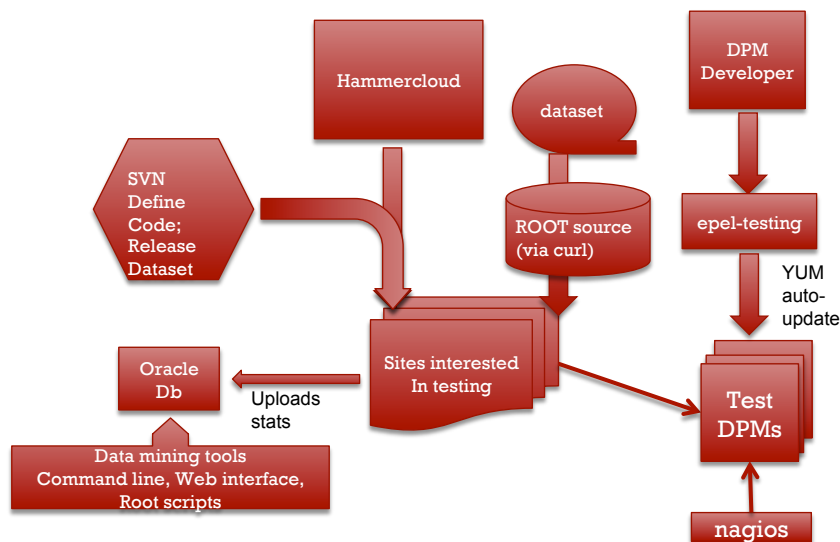 Hammercloud
dataset
DPM
Developer
SVN
Define
Code;
Release
Dataset
ROOT source
(via curl)
epel-testing
YUM
auto-
update
Sites interested
In testing
Oracle
Db
Uploads
stats
Test
DPMs
Data mining tools
Command line, Web interface,
Root scripts
nagios